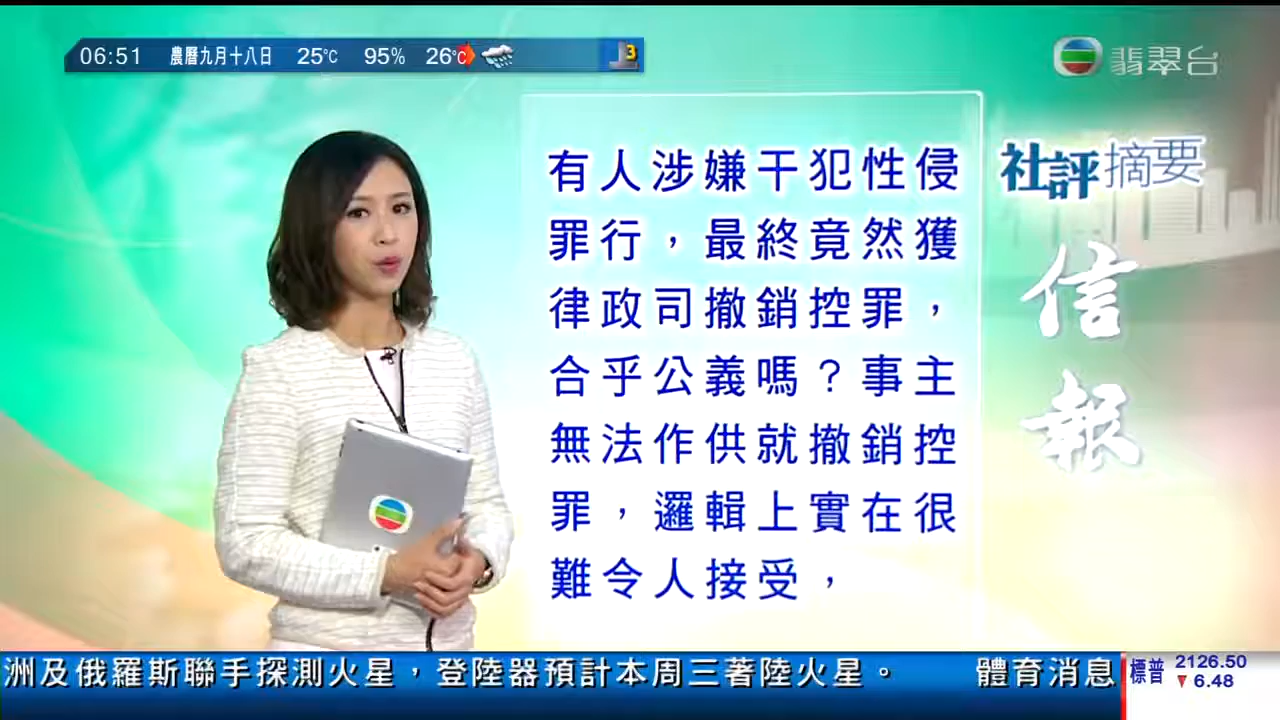 06:51 農曆九月十八日 25°C 95% 26°C J3
翡翠台
社評摘要
信報
有人涉嫌干犯性侵
罪行，最終竟然獲
律政司撤銷控罪，
合乎公義嗎？事主
無法作供就撤銷控
罪，邏輯上實在很
難令人接受，
洲及俄羅斯聯手探測火星，登陸器預計本周三著陸火星。 體育消息
標普 2126.50
▼ 6.48